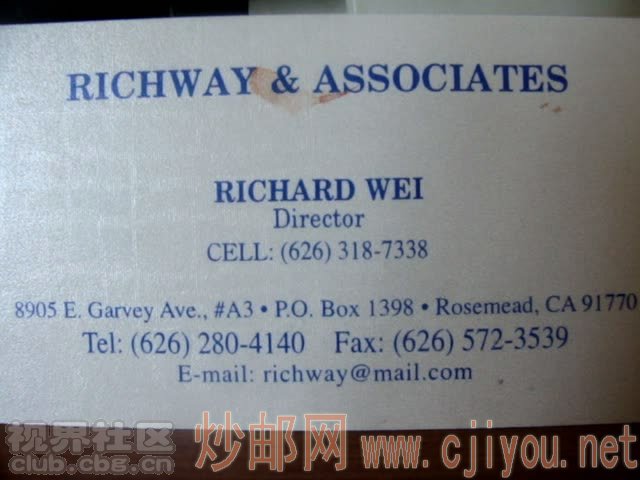 RICHWAY & ASSOCIATES
RICHARD WEI
Director
CELL: (626) 318-7338
8905 E. Garvey Ave., #A3 • P.O. Box 1398 • Rosemead, CA 91770
Tel: (626) 280-4140 Fax: (626) 572-3539
E-mail: richway@mail.com
视界社区
club.cbg.cn
炒邮网 www.cjiyou.net